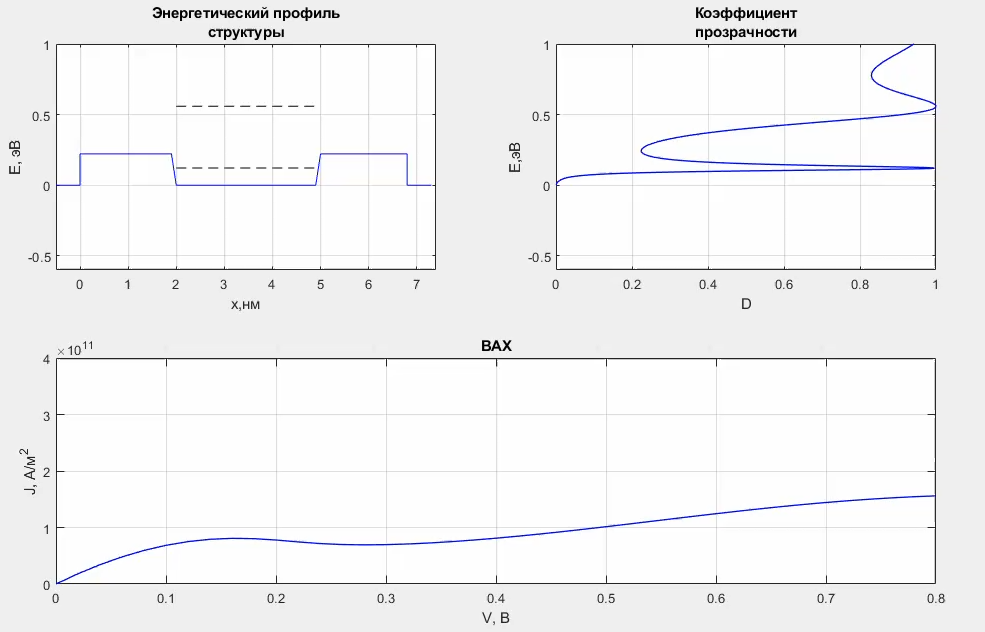 Энергетический профиль
структуры
1
0.5
0
-0.5
E, эВ
0 1 2 3 4 5 6 7
x,нм
Коэффициент
прозрачности
1
0.5
0
-0.5
E,эВ
0 0.2 0.4 0.6 0.8 1
D
ВАХ
×10¹¹
4
3
2
1
0
J, А/м²
0 0.1 0.2 0.3 0.4 0.5 0.6 0.7 0.8
V, В